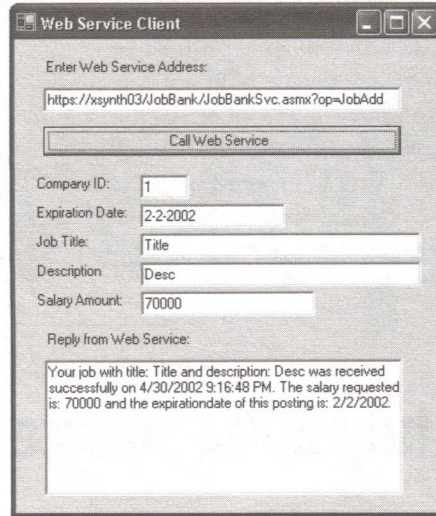 Web Service Client
Enter Web Service Address:
https://xsynth03/JobBank/JobBankSvc.asmx?op=JobAdd
Call Web Service
Company ID: 1
Expiration Date: 2-2-2002
Job Title: Title
Description Desc
Salary Amount: 70000
Reply from Web Service:
Your job with title: Title and description: Desc was received
successfully on 4/30/2002 9:16:48 PM. The salary requested
is: 70000 and the expirationdate of this posting is: 2/2/2002.